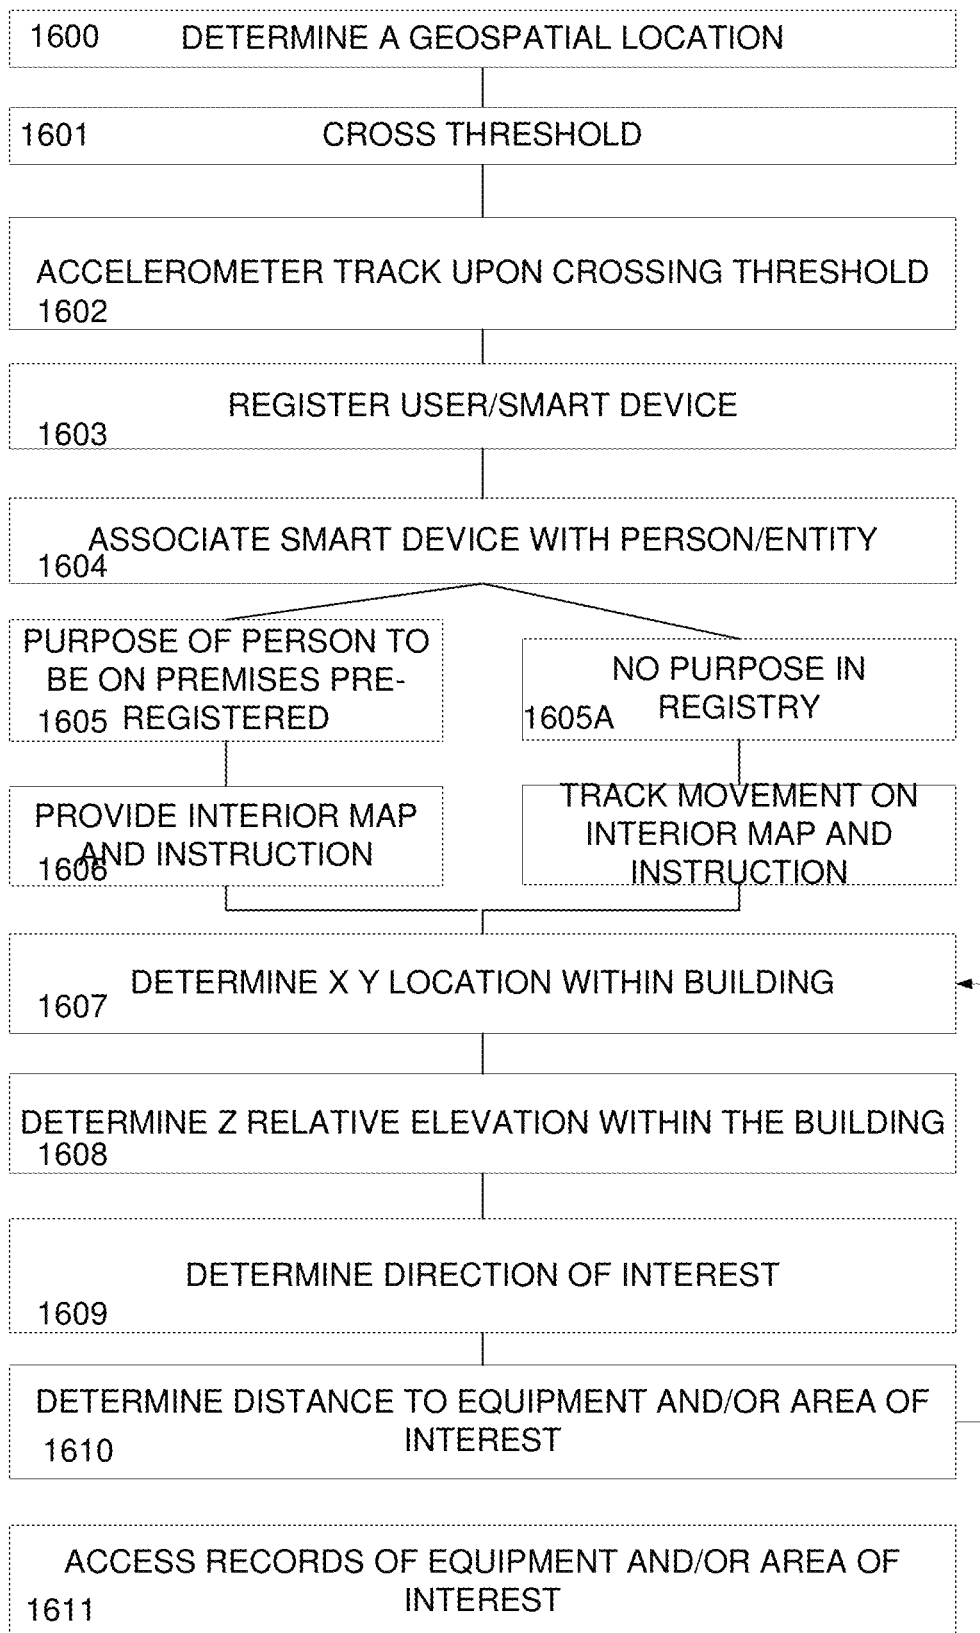 1600 DETERMINE A GEOSPATIAL LOCATION
1601 CROSS THRESHOLD
ACCELEROMETER TRACK UPON CROSSING THRESHOLD
1602
REGISTER USER/SMART DEVICE
1603
ASSOCIATE SMART DEVICE WITH PERSON/ENTITY
1604
PURPOSE OF PERSON TO
BE ON PREMISES PRE-
1605 REGISTERED
NO PURPOSE IN
1605A REGISTRY
PROVIDE INTERIOR MAP
AND INSTRUCTION
1606
TRACK MOVEMENT ON
INTERIOR MAP AND
INSTRUCTION
DETERMINE X Y LOCATION WITHIN BUILDING
1607
DETERMINE Z RELATIVE ELEVATION WITHIN THE BUILDING
1608
DETERMINE DIRECTION OF INTEREST
1609
DETERMINE DISTANCE TO EQUIPMENT AND/OR AREA OF
INTEREST
1610
ACCESS RECORDS OF EQUIPMENT AND/OR AREA OF
INTEREST
1611